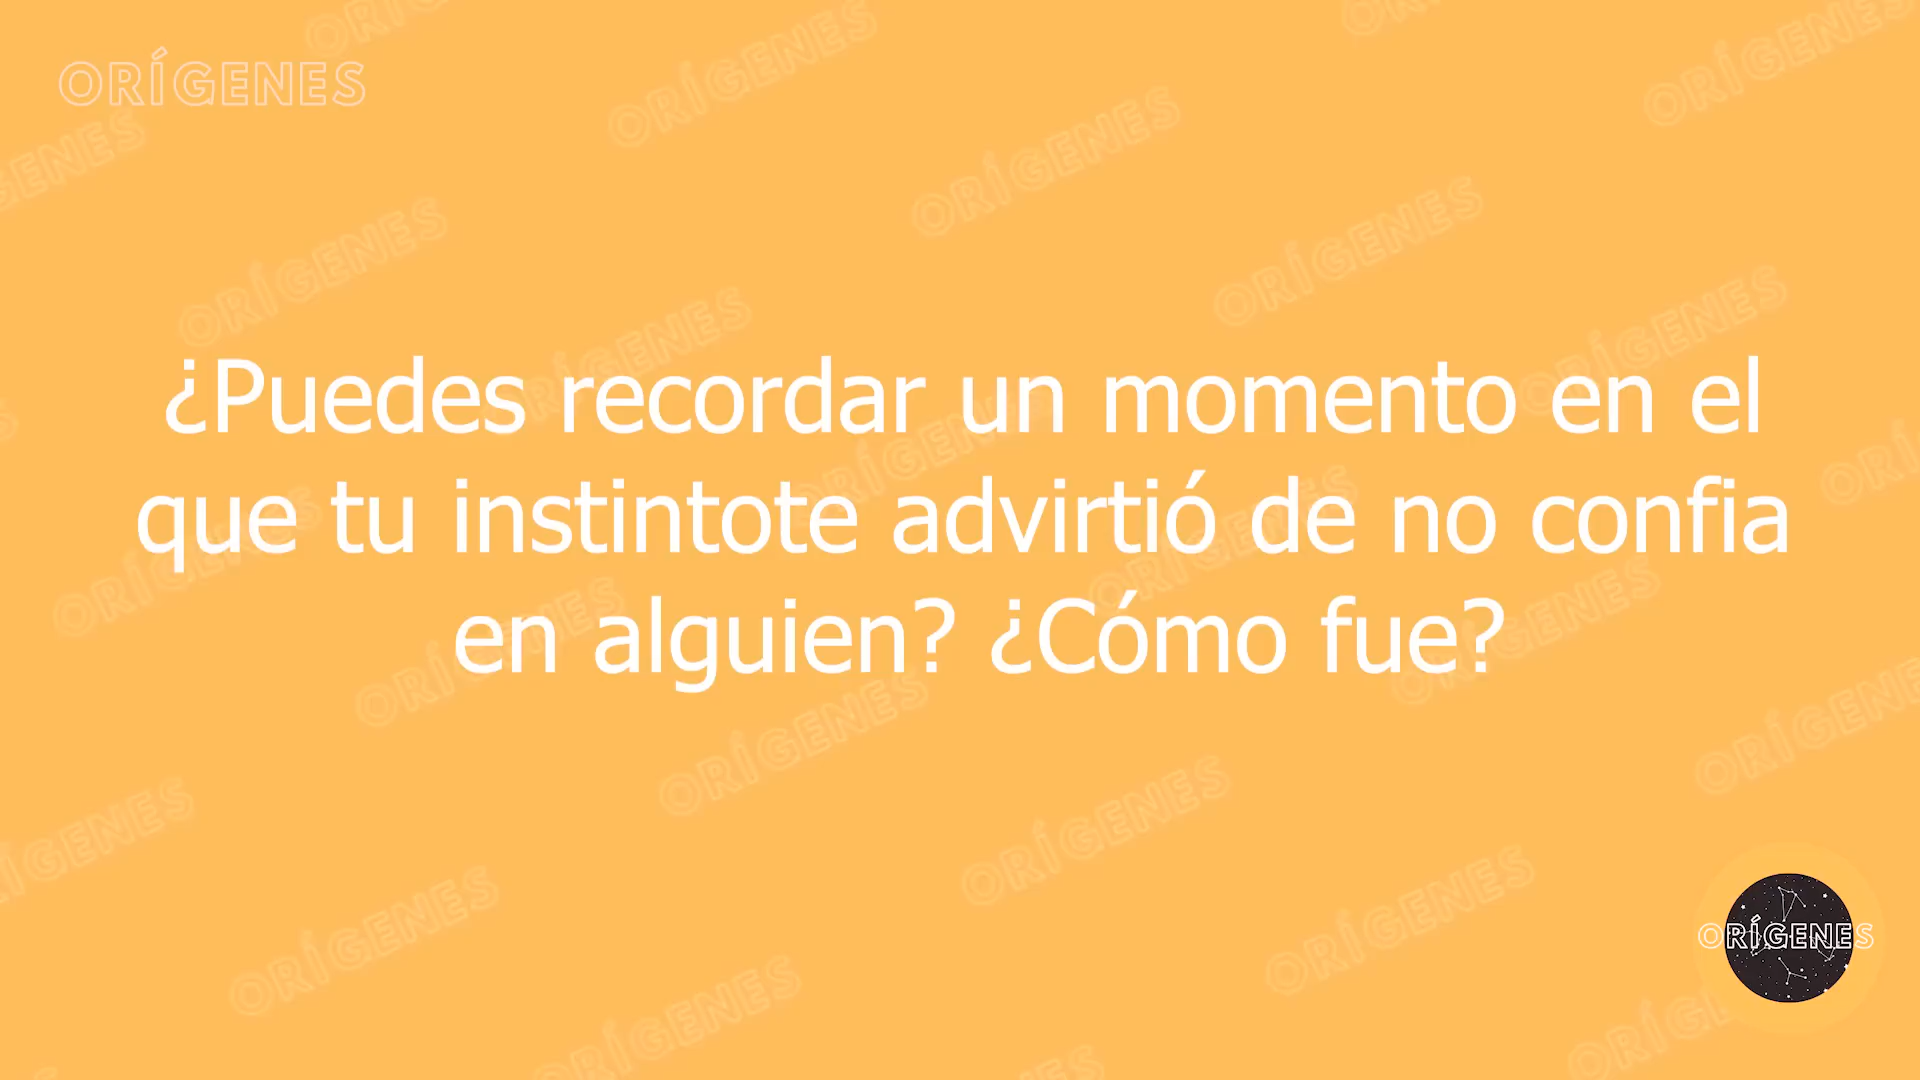 ORÍGENES
¿Puedes recordar un momento en el
que tu instintote advirtió de no confia
en alguien? ¿Cómo fue?
ORÍGENES